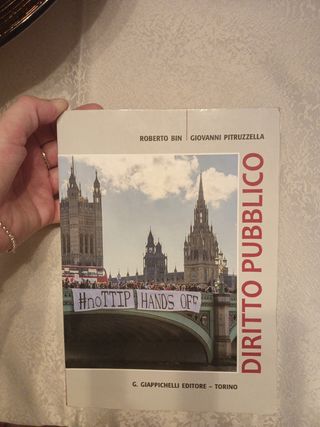 ROBERTO BIN
GIOVANNI PITRUZZELLA
DIRITTO PUBBLICO
#noTTIP HANDS OFF
G. GIAPPICHELLI EDITORE – TORINO